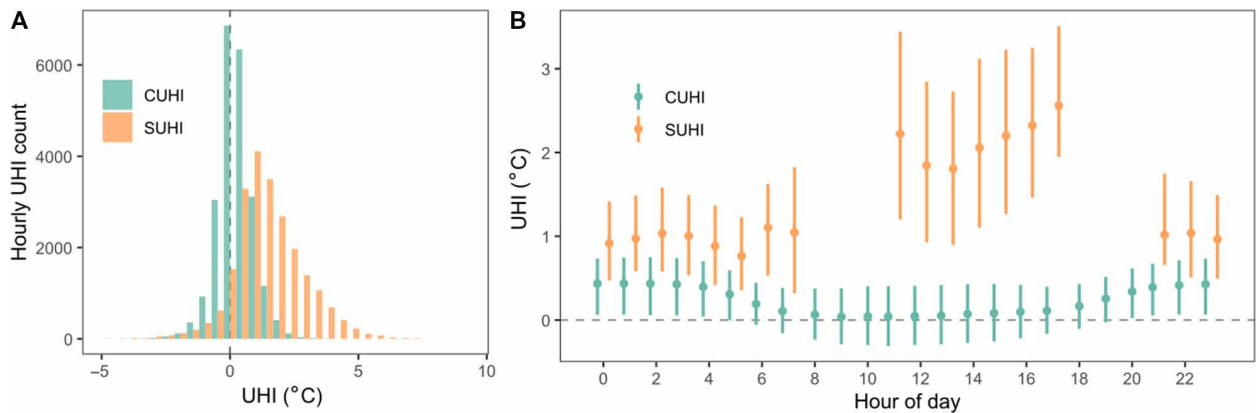 A
Hourly UHI count
6000
4000
2000
0
CUHI
SUHI
−5 0 5 10
UHI (°C)
B
UHI (°C)
3
2
1
0
CUHI
SUHI
0 2 4 6 8 10 12 14 16 18 20 22
Hour of day